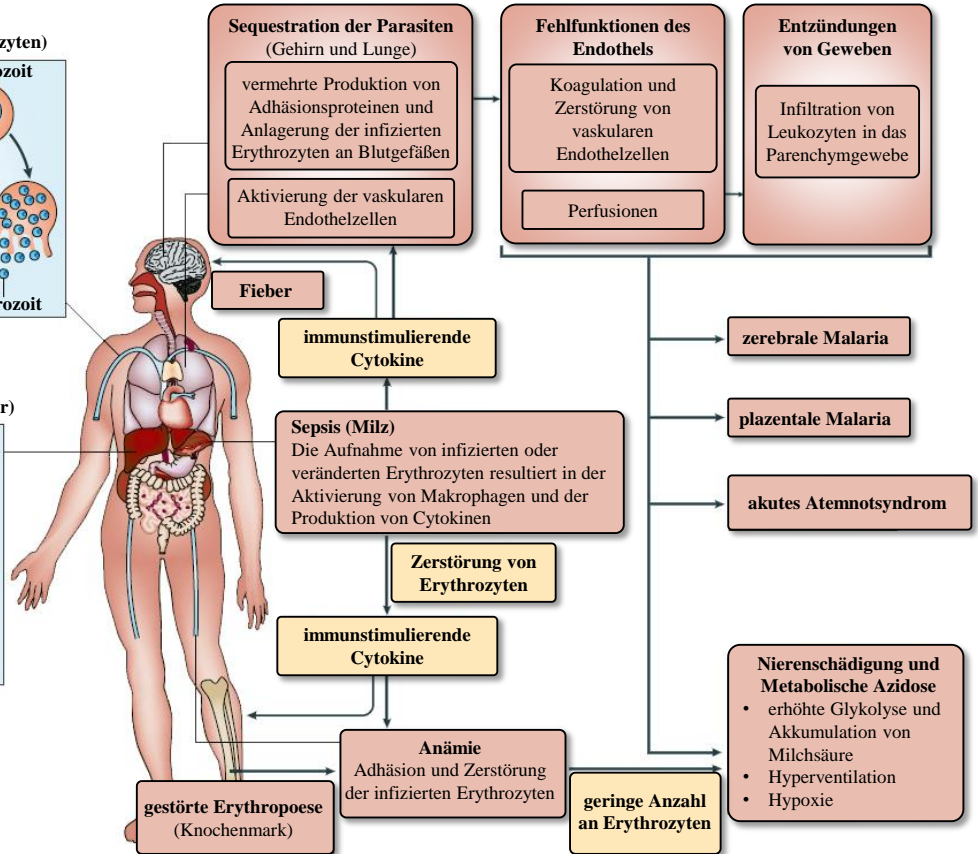 zyten)
ozoit
rozoit
r)
Sequestration der Parasiten
(Gehirn und Lunge)
vermehrte Produktion von
Adhäsionsproteinen und
Anlagerung der infizierten
Erythrozyten an Blutgefäßen
Aktivierung der vaskularen
Endothelzellen
Fehlfunktionen des
Endothels
Koagulation und
Zerstörung von
vaskularen
Endothelzellen
Perfusionen
Entzündungen
von Geweben
Infiltration von
Leukozyten in das
Parenchymgewebe
Fieber
immunstimulierende
Cytokine
Sepsis (Milz)
Die Aufnahme von infizierten oder
veränderten Erythrozyten resultiert in der
Aktivierung von Makrophagen und der
Produktion von Cytokinen
Zerstörung von
Erythrozyten
immunstimulierende
Cytokine
Anämie
Adhäsion und Zerstörung
der infizierten Erythrozyten
gestörte Erythropoese
(Knochenmark)
geringe Anzahl
an Erythrozyten
zerebrale Malaria
plazentale Malaria
akutes Atemnotsyndrom
Nierenschädigung und
Metabolische Azidose
• erhöhte Glykolyse und
Akkumulation von
Milchsäure
• Hyperventilation
• Hypoxie